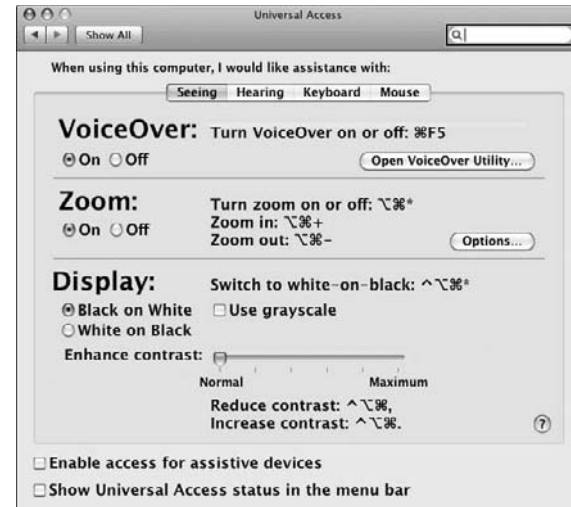 Universal Access
Show All
When using this computer, I would like assistance with:
Seeing Hearing Keyboard Mouse
VoiceOver: Turn VoiceOver on or off: ⌘F5
On Off Open VoiceOver Utility...
Zoom: Turn zoom on or off: ⌥⌘*
On Off Zoom in: ⌥⌘+
Zoom out: ⌥⌘- Options...
Display: Switch to white-on-black: ^⌥⌘*
Black on White Use grayscale
White on Black
Enhance contrast:
Normal Maximum
Reduce contrast: ^⌥⌘,
Increase contrast: ^⌥⌘. ?
Enable access for assistive devices
Show Universal Access status in the menu bar